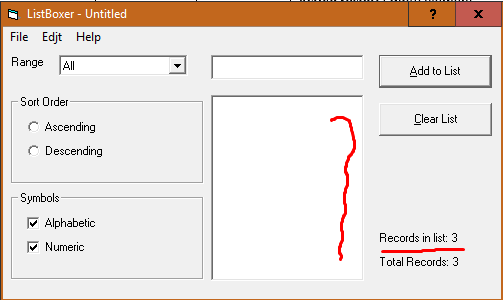 ListBoxer - Untitled
File Edjt Help
Range All Add to List
Sort Order
Ascending
Descending
Clear List
Symbols
Alphabetic
Numeric
Records in list: 3
Total Records: 3